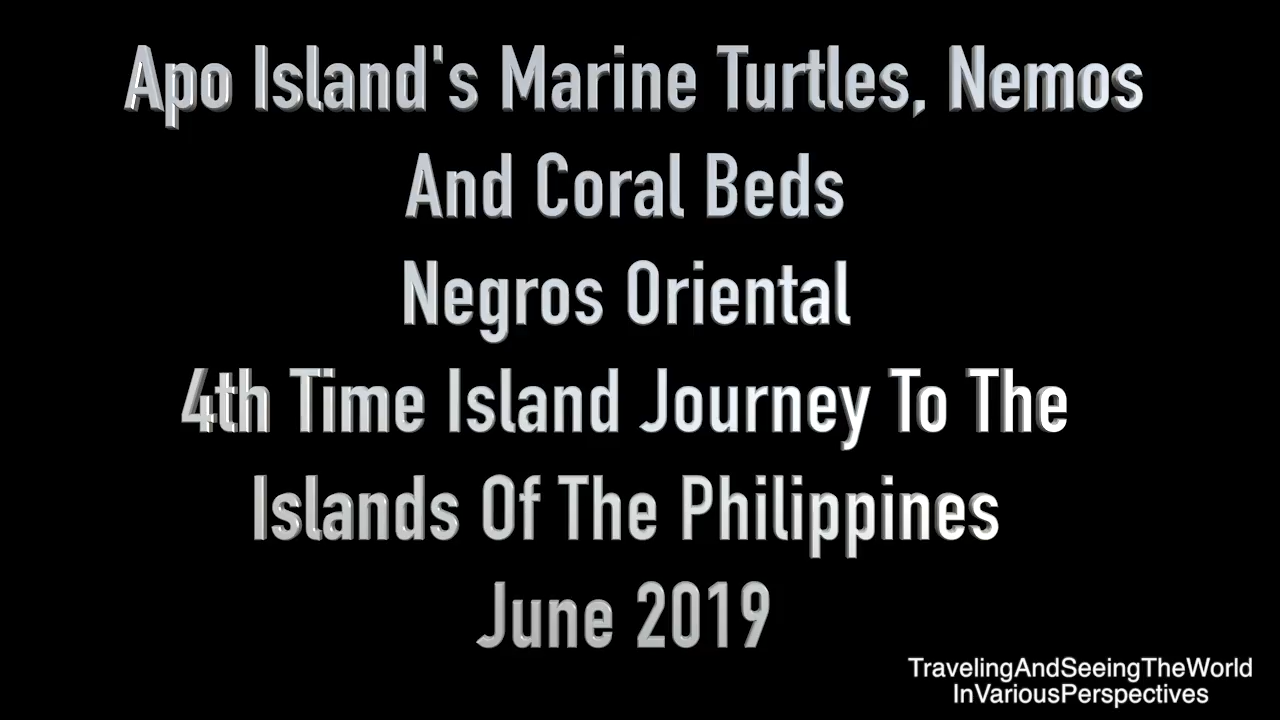 Apo Island's Marine Turtles, Nemos
And Coral Beds
Negros Oriental
4th Time Island Journey To The
Islands Of The Philippines
June 2019
TravelingAndSeeingTheWorld
InVariousPerspectives